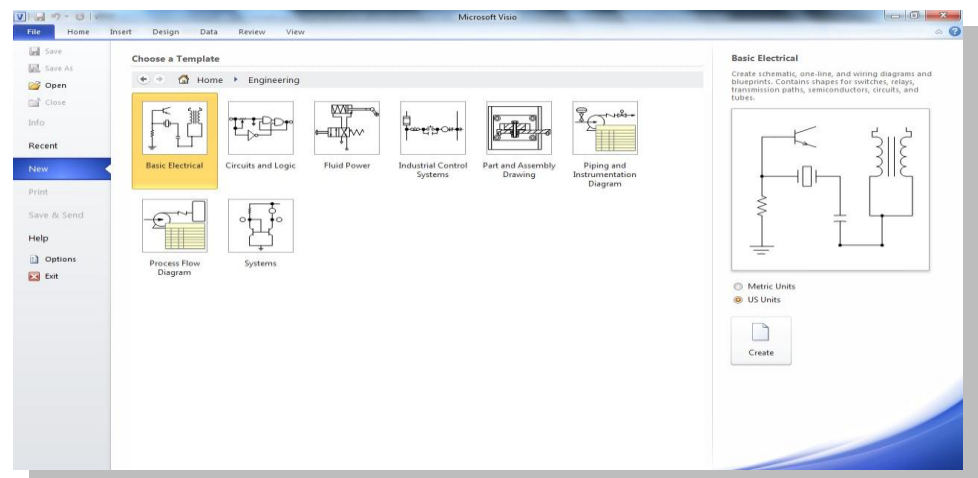 Microsoft Visio
File Home Insert Design Data Review View
Save
Save As
Open
Close
Info
Recent
New
Print
Save & Send
Help
Options
Exit
Choose a Template
Home Engineering
Basic Electrical
Circuits and Logic
Fluid Power
Industrial Control
Systems
Part and Assembly
Drawing
Piping and
Instrumentation
Diagram
Process Flow
Diagram
Systems
Basic Electrical
Create schematic, one-line, and wiring diagrams and
blueprints. Contains shapes for switches, relays,
transmission paths, semiconductors, circuits, and
tubes.
Metric Units
US Units
Create